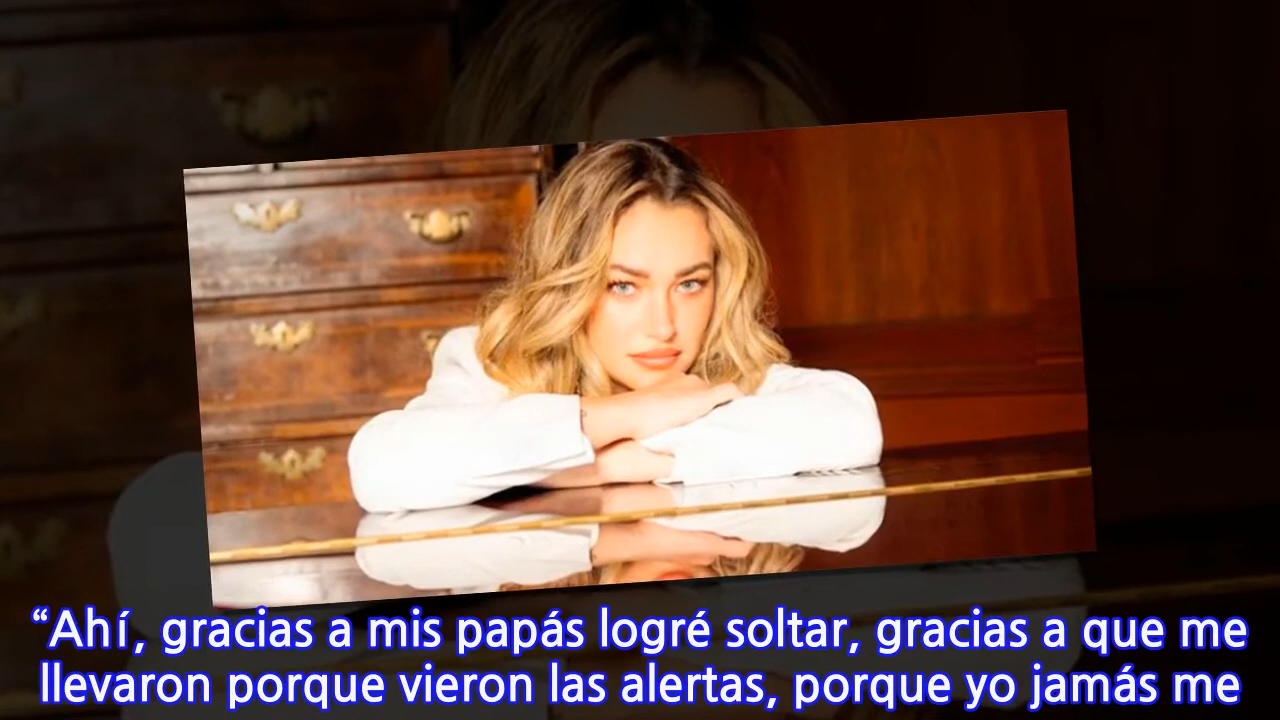 “Ahí, gracias a mis papás logré soltar, gracias a que me
llevaron porque vieron las alertas, porque yo jamás me